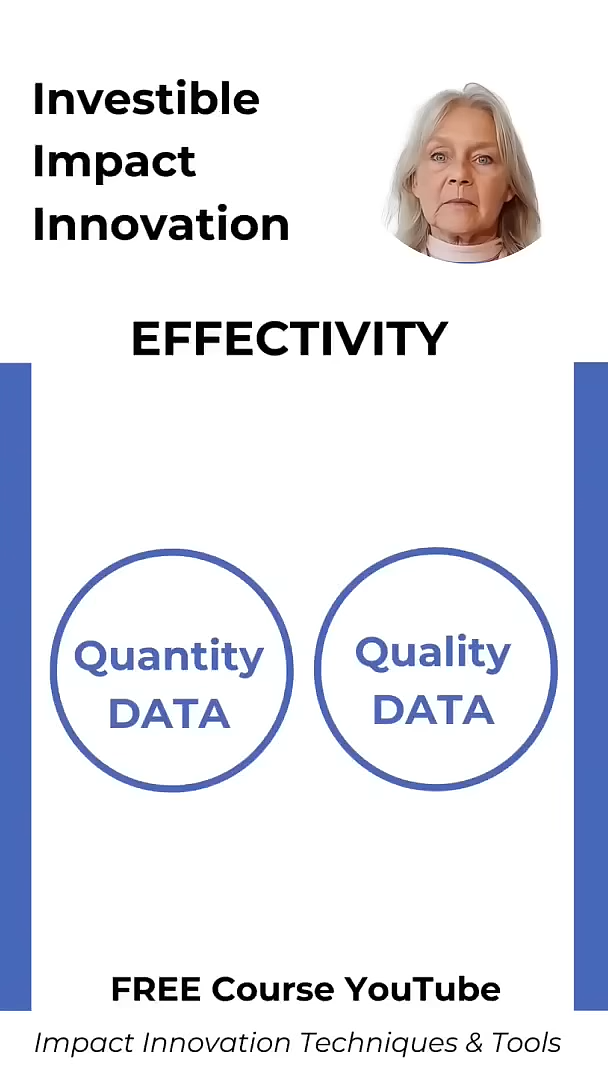 Investible
Impact
Innovation
EFFECTIVITY
Quantity
DATA
Quality
DATA
FREE Course YouTube
Impact Innovation Techniques & Tools